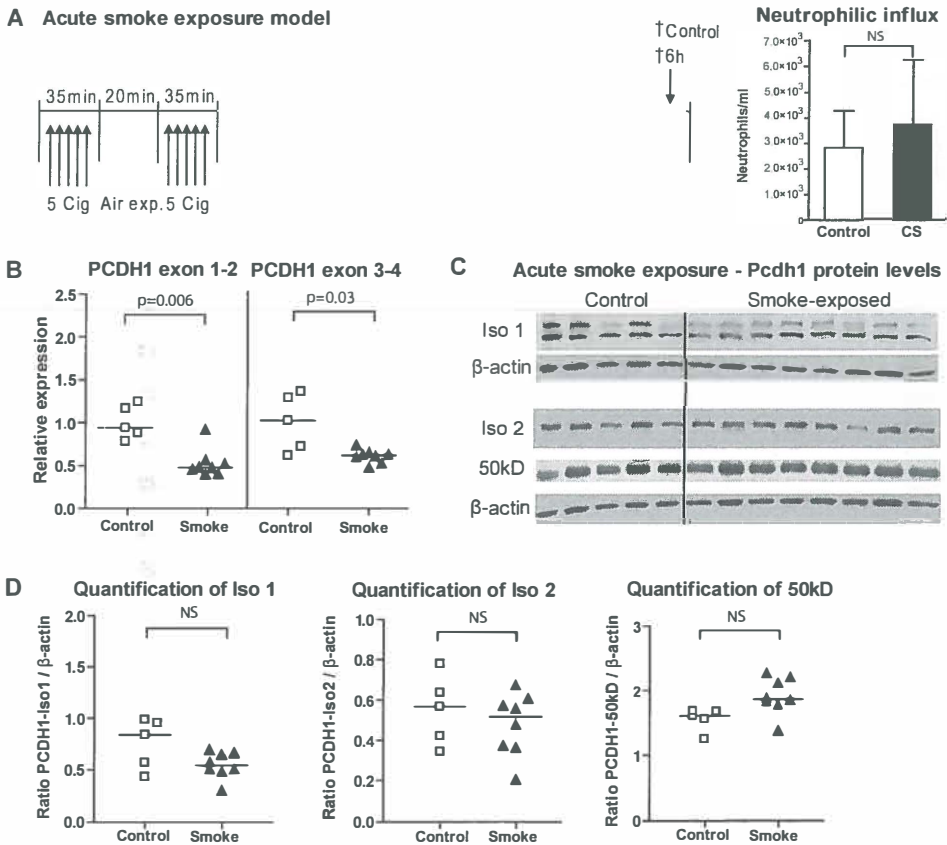 A Acute smoke exposure model
35min 20min 35min
5 Cig Air exp. 5 Cig
†Control
†6h
Neutrophilic influx
NS
Neutrophils/ml
7.0×10³
6.0×10³
5.0×10³
4.0×10³
3.0×10³
2.0×10³
1.0×10³
0
Control CS
B PCDH1 exon 1-2 PCDH1 exon 3-4
p=0.006 p=0.03
Relative expression
2.5
2.0
1.5
1.0
0.5
0.0
Control Smoke Control Smoke
C Acute smoke exposure - Pcdh1 protein levels
Control Smoke-exposed
Iso 1
β-actin
Iso 2
50kD
β-actin
D Quantification of Iso 1
NS
Ratio PCDH1-Iso1 / β-actin
2.0
1.5
1.0
0.5
0.0
Control Smoke
Quantification of Iso 2
NS
Ratio PCDH1-Iso2 / β-actin
1.0
0.8
0.6
0.4
0.2
0.0
Control Smoke
Quantification of 50kD
NS
Ratio PCDH1-50kD / β-actin
3
2
1
0
Control Smoke